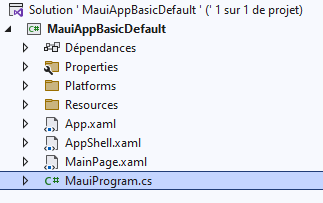 Solution ' MauiAppBasicDefault ' (' 1 sur 1 de projet)
C# MauiAppBasicDefault
Dépendances
Properties
Platforms
Resources
App.xaml
AppShell.xaml
MainPage.xaml
C# MauiProgram.cs